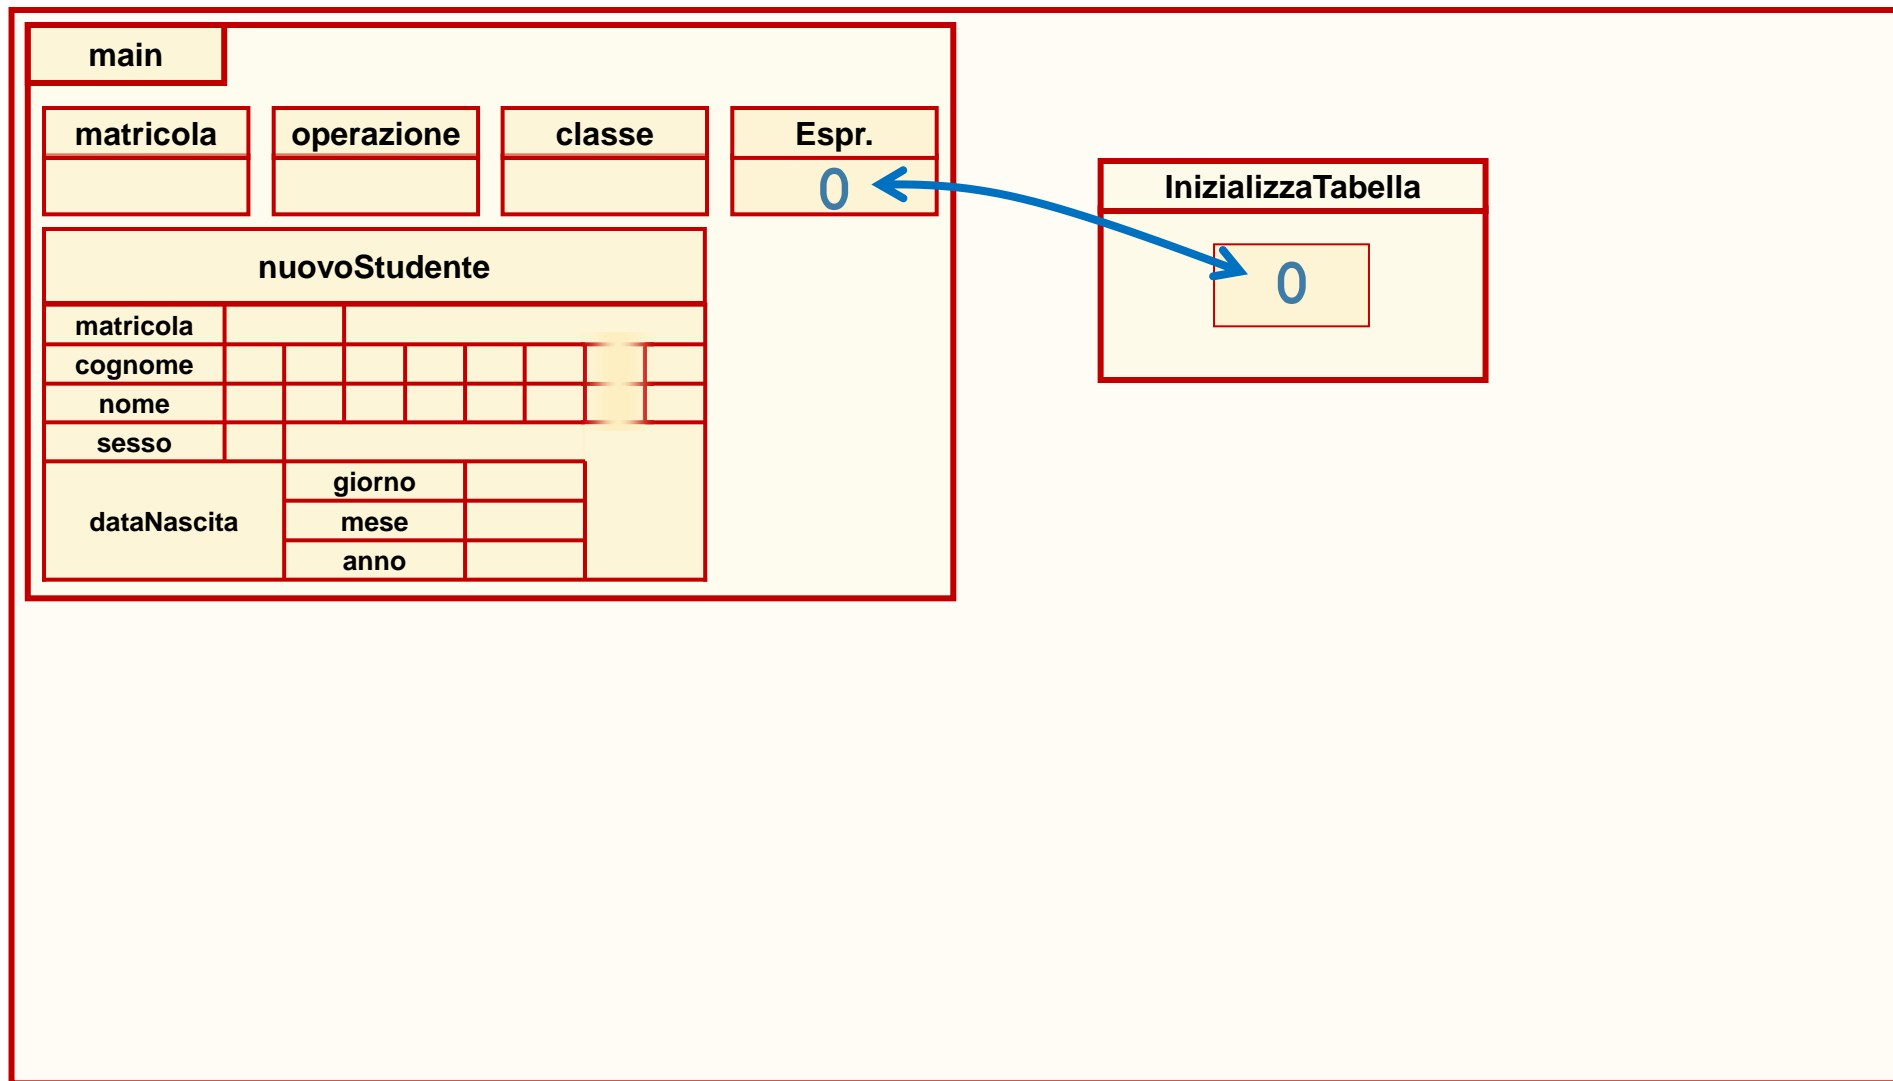 main
matricola
operazione
classe
Espr.
0
InizializzaTabella
0
nuovoStudente
matricola
cognome
nome
sesso
dataNascita
giorno
mese
anno